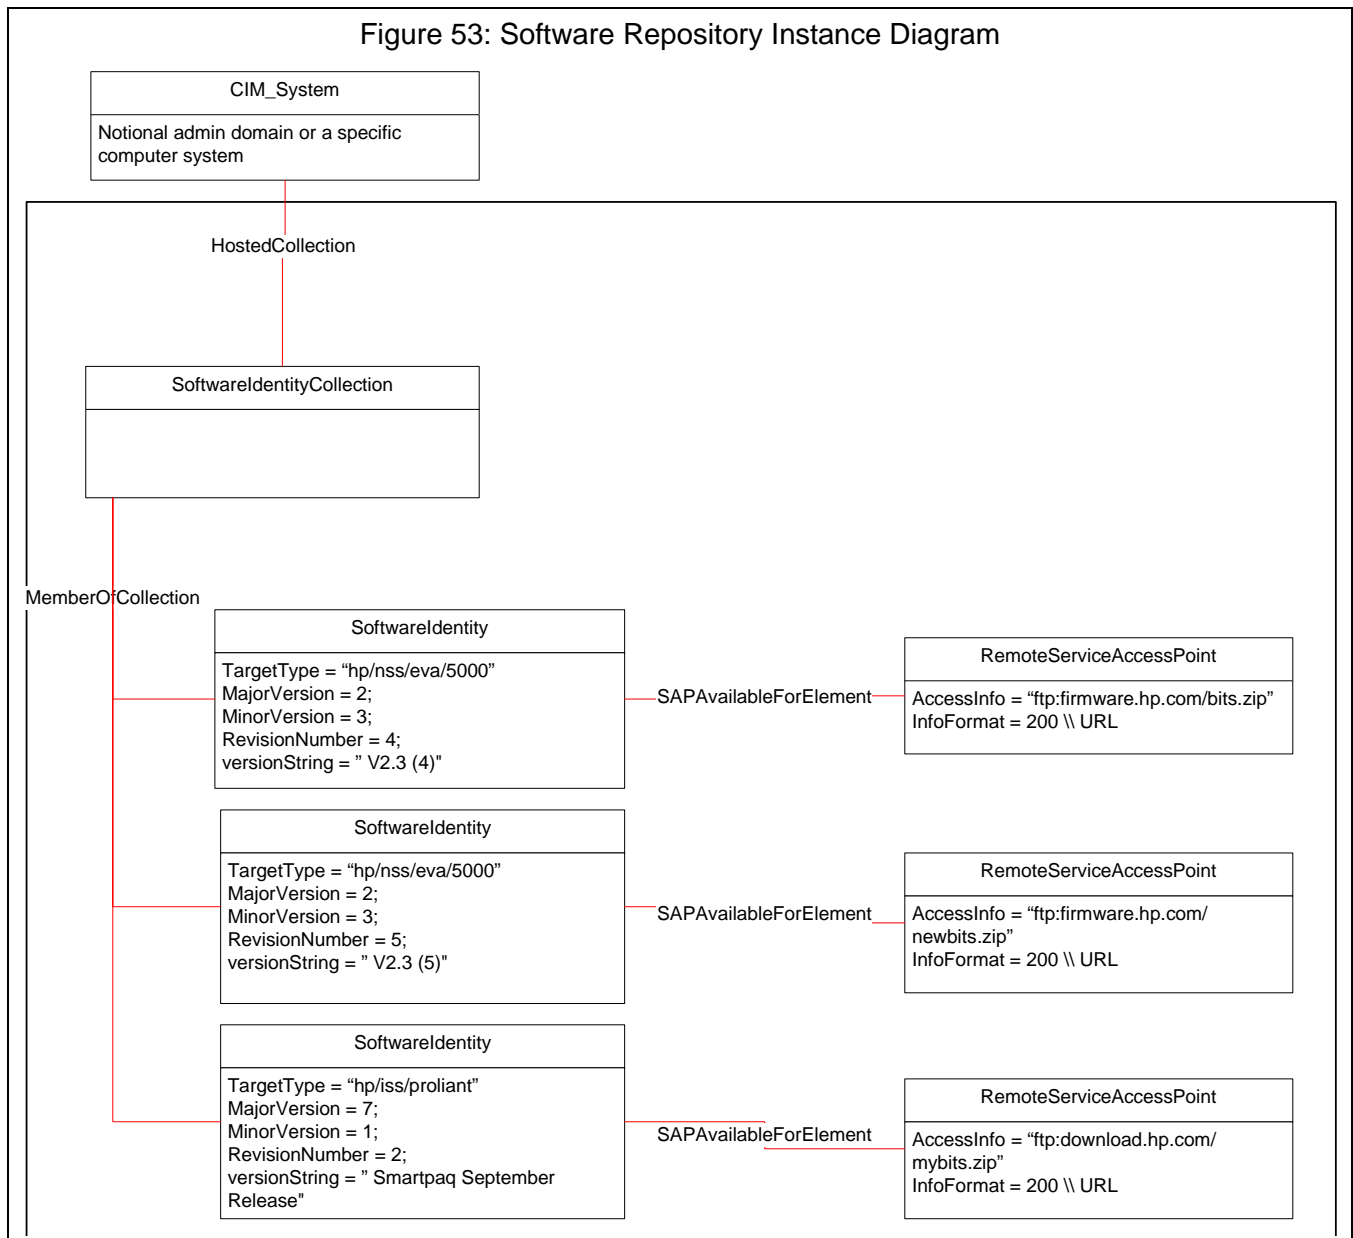 Figure 53: Software Repository Instance Diagram
CIM_System
Notional admin domain or a specific
computer system
HostedCollection
SoftwareIdentityCollection
MemberOfCollection
SoftwareIdentity
TargetType = “hp/nss/eva/5000”
MajorVersion = 2;
MinorVersion = 3;
RevisionNumber = 4;
versionString = ” V2.3 (4)"
SAPAvailableForElement
RemoteServiceAccessPoint
AccessInfo = “ftp:firmware.hp.com/bits.zip”
InfoFormat = 200 \\ URL
SoftwareIdentity
TargetType = “hp/nss/eva/5000”
MajorVersion = 2;
MinorVersion = 3;
RevisionNumber = 5;
versionString = ” V2.3 (5)"
SAPAvailableForElement
RemoteServiceAccessPoint
AccessInfo = “ftp:firmware.hp.com/
newbits.zip”
InfoFormat = 200 \\ URL
SoftwareIdentity
TargetType = “hp/iss/proliant”
MajorVersion = 7;
MinorVersion = 1;
RevisionNumber = 2;
versionString = ” Smartpaq September
Release"
SAPAvailableForElement
RemoteServiceAccessPoint
AccessInfo = “ftp:download.hp.com/
mybits.zip”
InfoFormat = 200 \\ URL